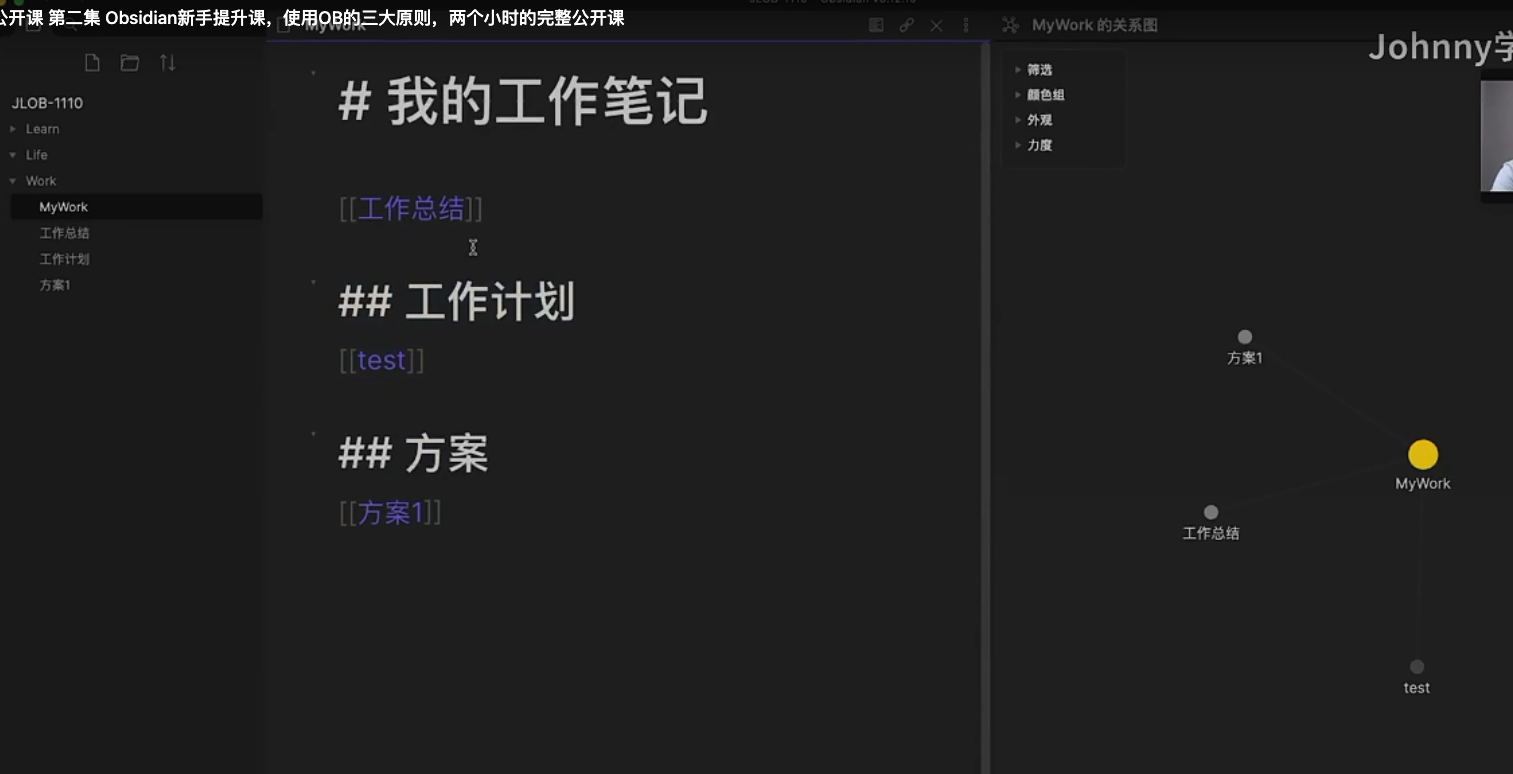 公开课 第二集 Obsidian新手提升课，使用OB的三大原则，两个小时的完整公开课
MyWork
MyWork 的关系图
Johnny学
JLOB-1110
Learn
Life
Work
MyWork
工作总结
工作计划
方案1
# 我的工作笔记
[[工作总结]]
## 工作计划
[[test]]
## 方案
[[方案1]]
筛选
颜色组
外观
力度
方案1
MyWork
工作总结
test